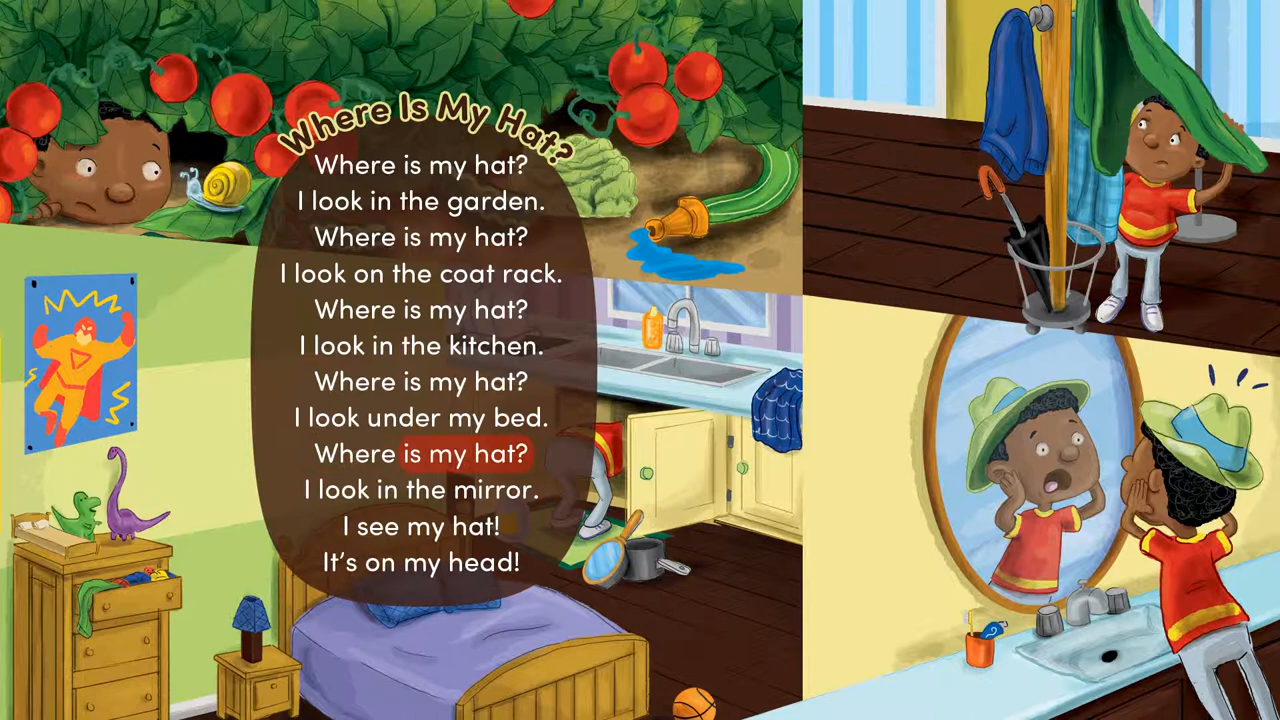 Where Is My Hat?
Where is my hat?
I look in the garden.
Where is my hat?
I look on the coat rack.
Where is my hat?
I look in the kitchen.
Where is my hat?
I look under my bed.
Where is my hat?
I look in the mirror.
I see my hat!
It's on my head!